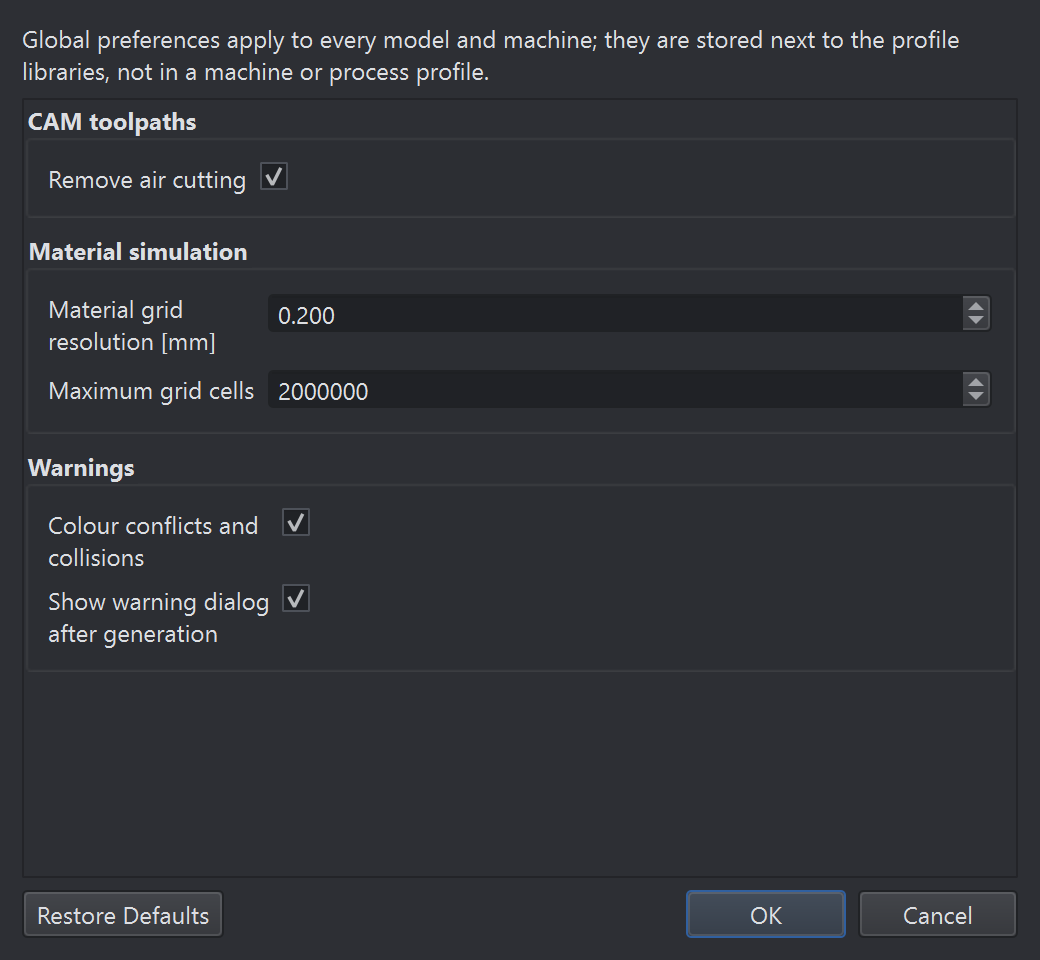 Global preferences apply to every model and machine; they are stored next to the profile
libraries, not in a machine or process profile.
CAM toolpaths
Remove air cutting
Material simulation
Material grid
resolution [mm]
0.200
Maximum grid cells
2000000
Warnings
Colour conflicts and
collisions
Show warning dialog
after generation
Restore Defaults
OK
Cancel